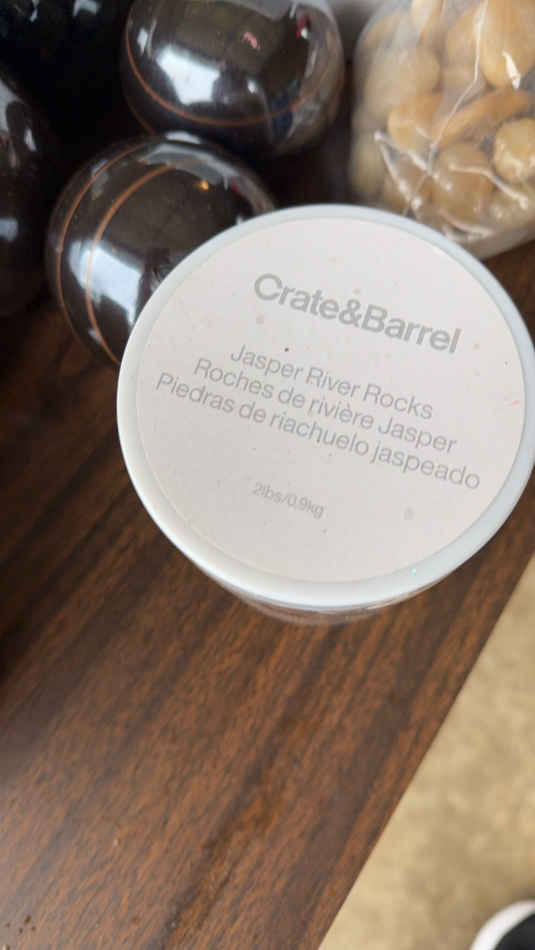 Crate&Barrel
Jasper River Rocks
Roches de rivière Jasper
Piedras de riachuelo jaspeado
2lbs/0,9kg